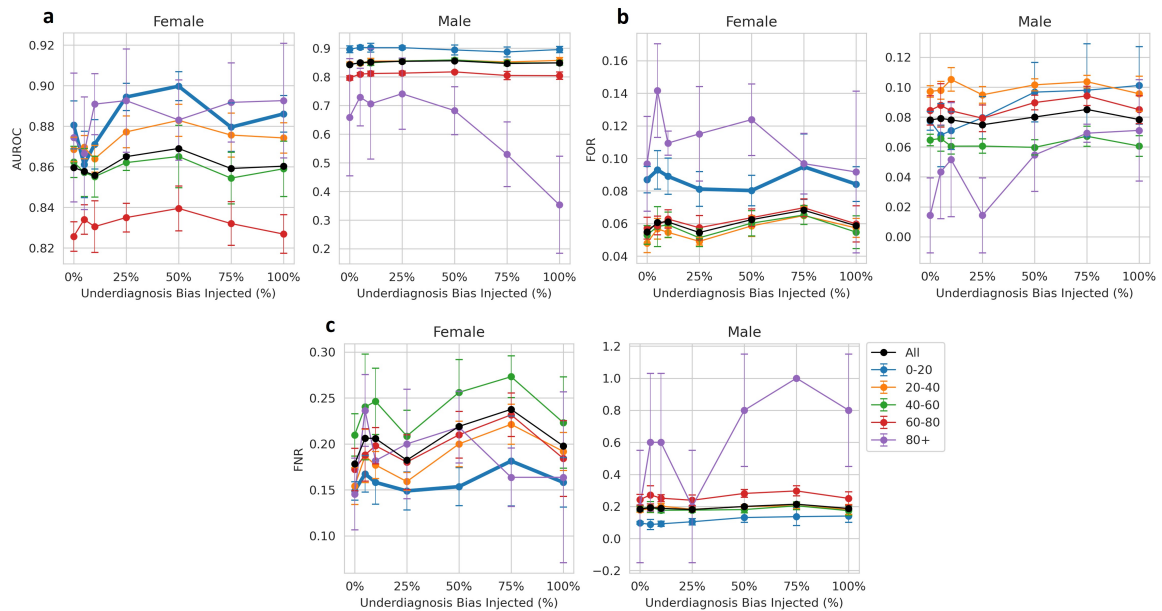 a
Female
Male
AUROC
0.92
0.90
0.88
0.86
0.84
0.82
0% 25% 50% 75% 100%
Underdiagnosis Bias Injected (%)
0.9
0.8
0.7
0.6
0.5
0.4
0.3
0.2
0% 25% 50% 75% 100%
Underdiagnosis Bias Injected (%)
b
Female
Male
FOR
0.16
0.14
0.12
0.10
0.08
0.06
0.04
0% 25% 50% 75% 100%
Underdiagnosis Bias Injected (%)
0.12
0.10
0.08
0.06
0.04
0.02
0.00
0% 25% 50% 75% 100%
Underdiagnosis Bias Injected (%)
c
Female
Male
FNR
0.30
0.25
0.20
0.15
0.10
0% 25% 50% 75% 100%
Underdiagnosis Bias Injected (%)
1.2
1.0
0.8
0.6
0.4
0.2
0.0
−0.2
0% 25% 50% 75% 100%
Underdiagnosis Bias Injected (%)
All
0-20
20-40
40-60
60-80
80+